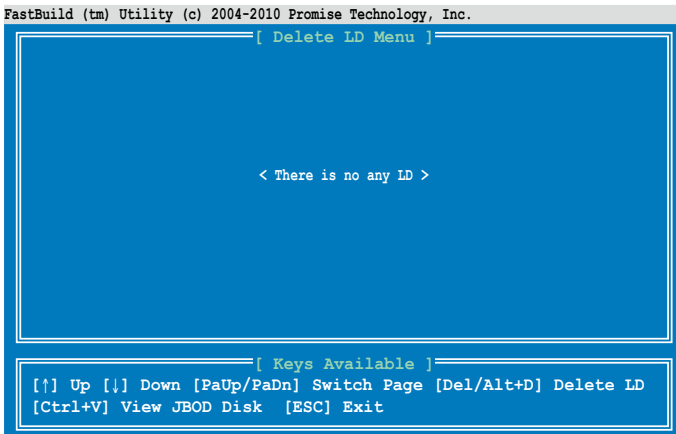 FastBuild (tm) Utility (c) 2004-2010 Promise Technology, Inc.
[ Delete LD Menu ]
< There is no any LD >
[ Keys Available ]
[↑] Up [↓] Down [PaUp/PaDn] Switch Page [Del/Alt+D] Delete LD
[Ctrl+V] View JBOD Disk [ESC] Exit